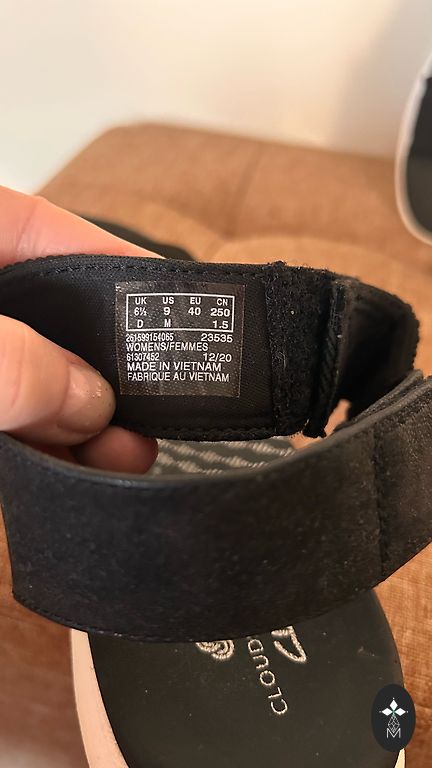 UK US EU CN
6½ 9 40 250
D M 1.5
261599154065 23535
WOMENS/FEMMES
61307452 12/20
MADE IN VIETNAM
FABRIQUE AU VIETNAM
CLOUD
M